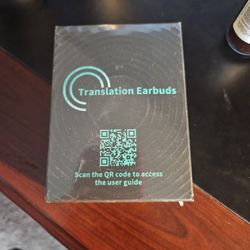 Translation Earbuds
Scan the QR code to access
the user guide